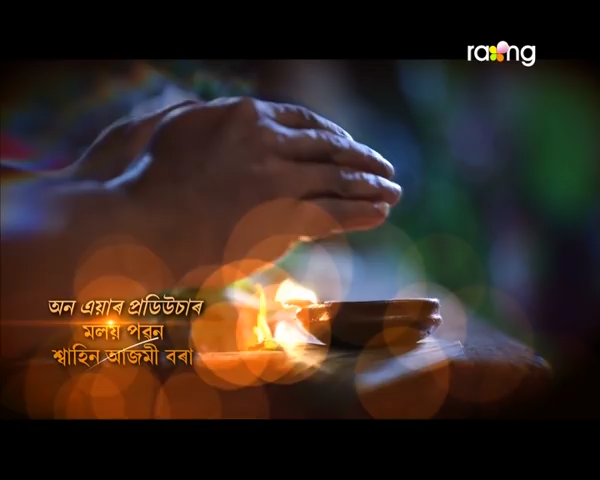 rang
অন এয়াৰ প্ৰডিউচাৰ
মলয় পৱন
শ্বাহিন আজমী বৰা